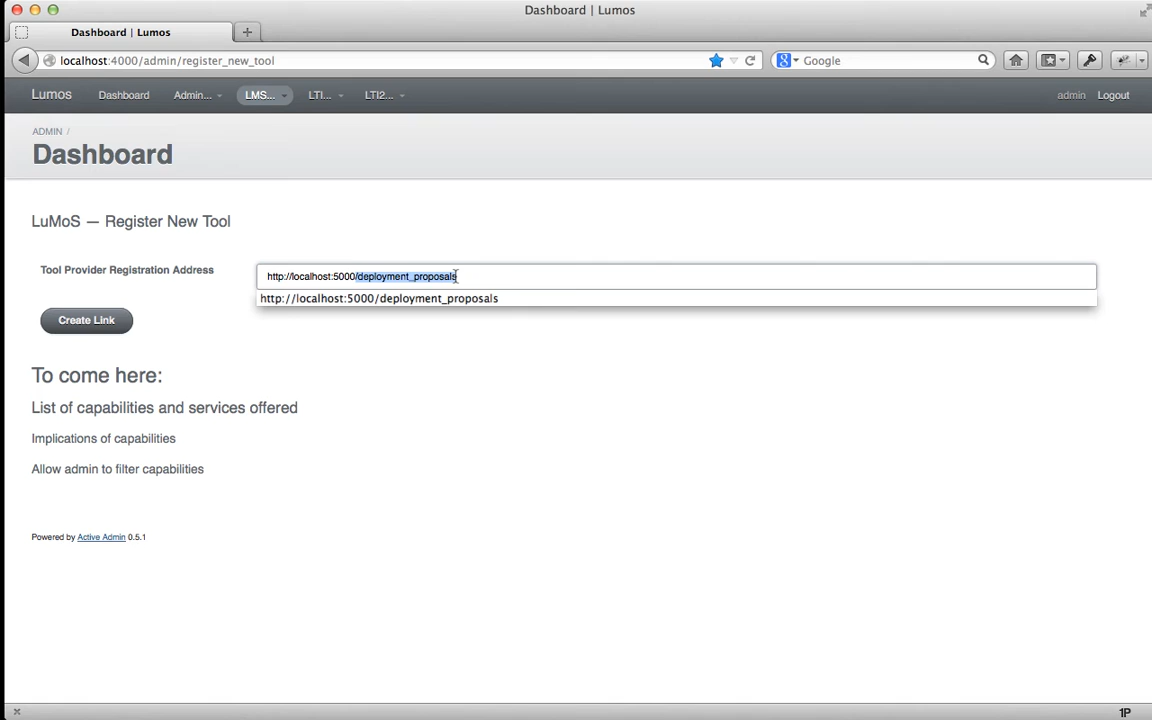 Dashboard | Lumos
Dashboard | Lumos
localhost:4000/admin/register_new_tool
Google
Lumos Dashboard Admin... LMS... LTI... LTI2... admin Logout
ADMIN /
Dashboard
LuMoS — Register New Tool
Tool Provider Registration Address
http://localhost:5000/deployment_proposals
http://localhost:5000/deployment_proposals
Create Link
To come here:
List of capabilities and services offered
Implications of capabilities
Allow admin to filter capabilities
Powered by Active Admin 0.5.1
1P